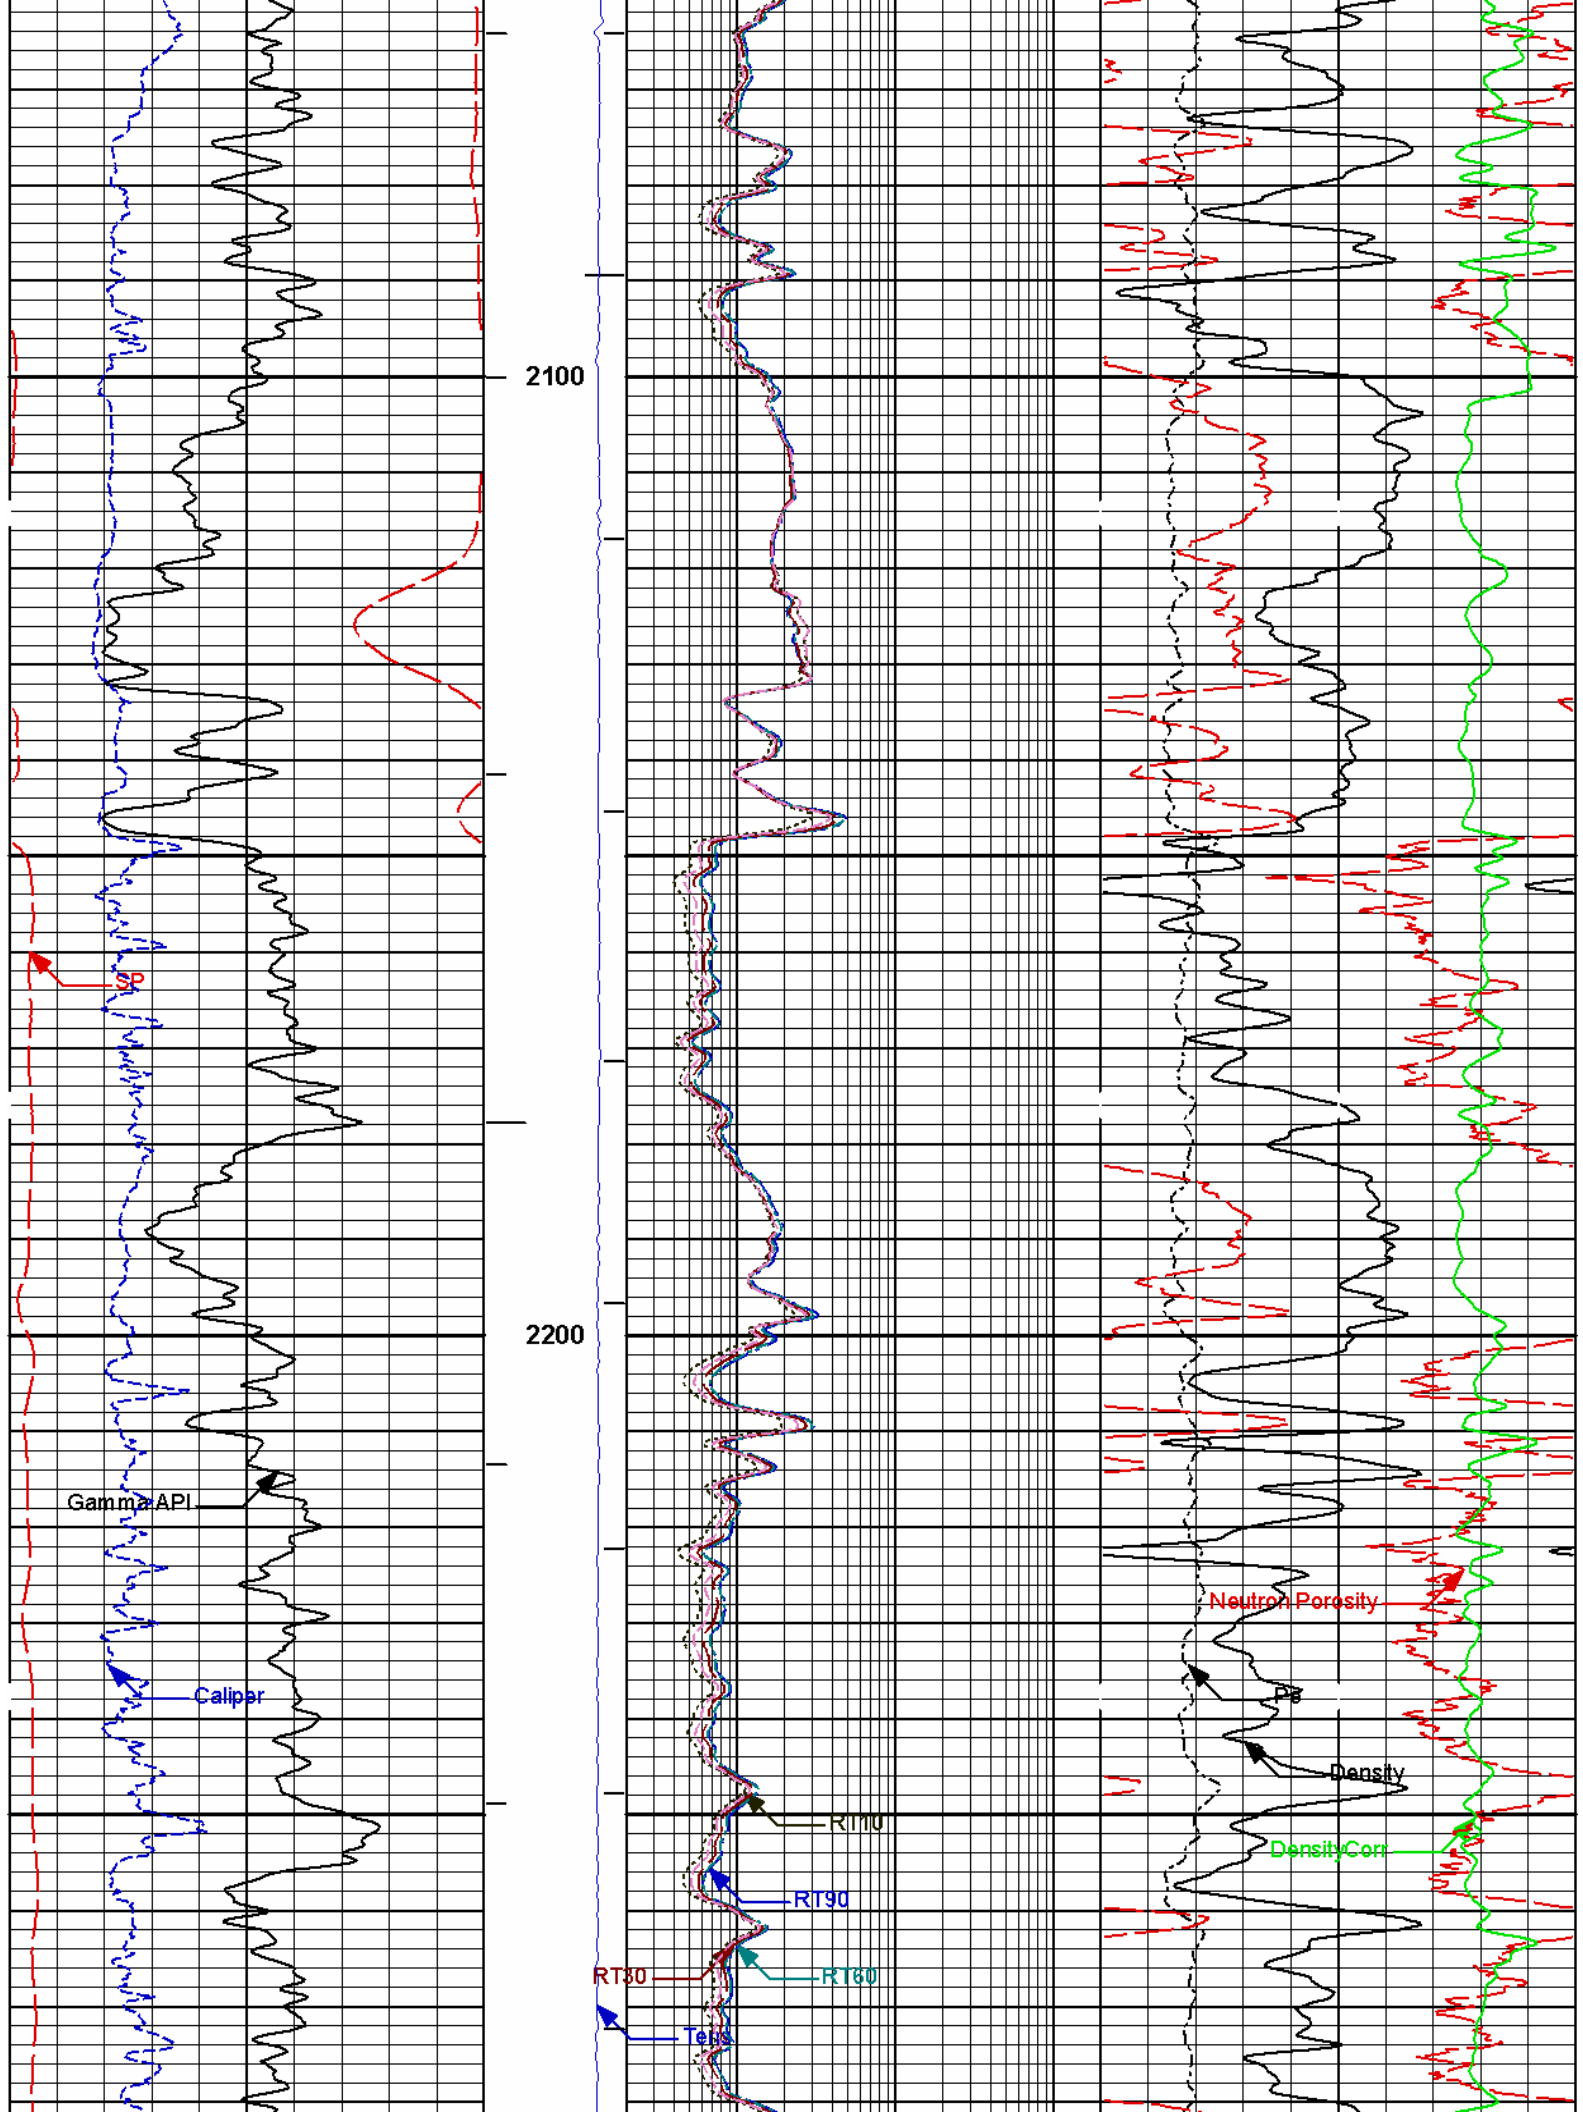 2100
SP
2200
Gamma API
Neutron Porosity
Caliper
Pe
Density
RT10
DensityCorr
RT90
RT30
RT60
Tens